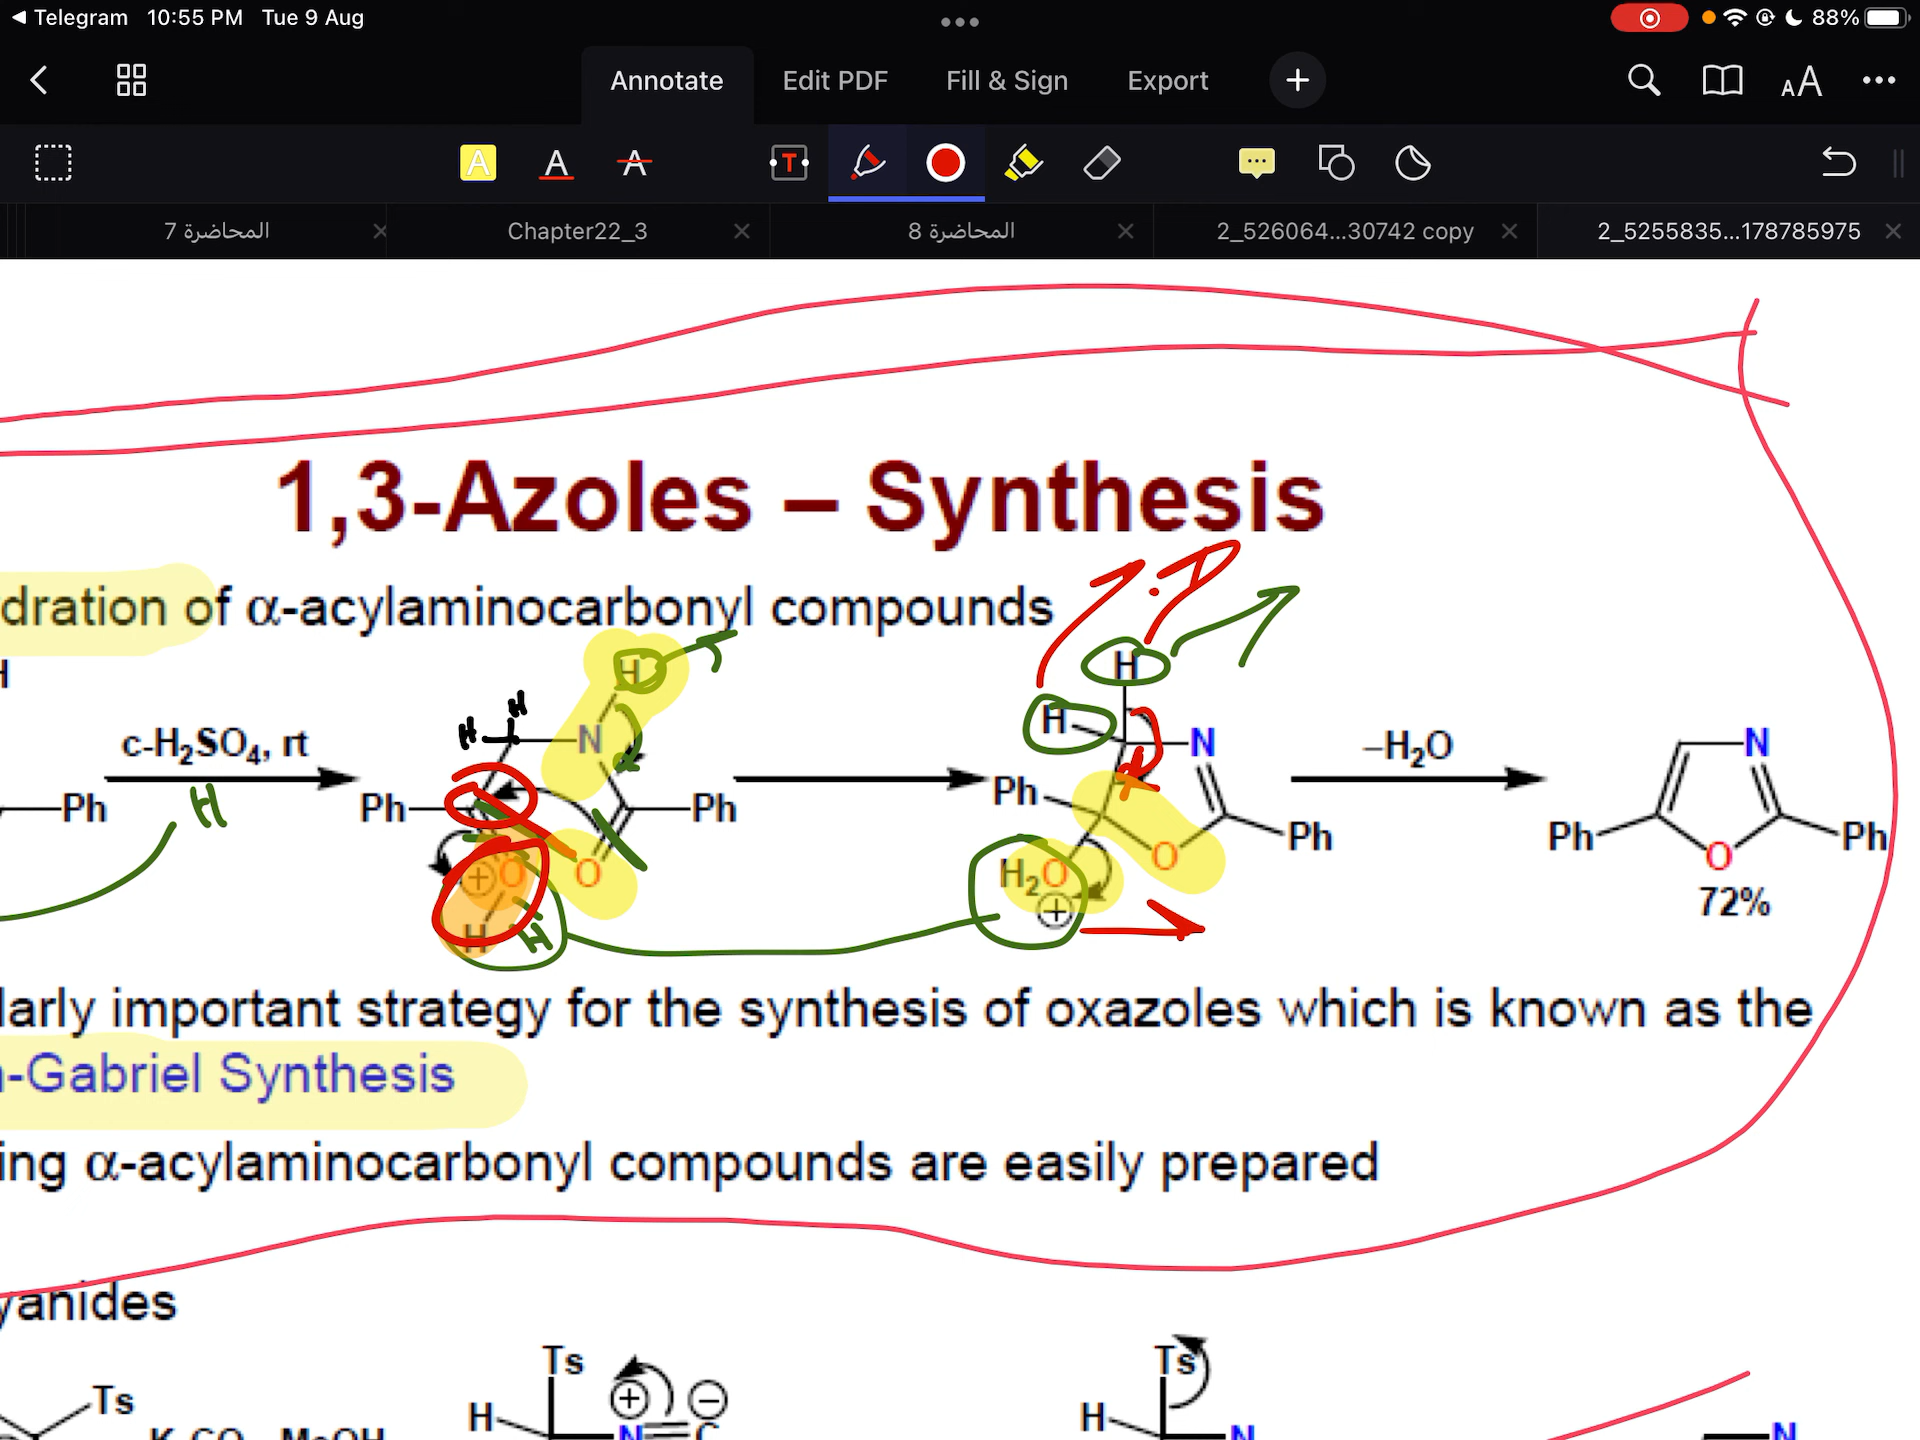 Telegram 10:55 PM Tue 9 Aug 88%
Annotate Edit PDF Fill & Sign Export
A A A T AA
المحاضرة 7 Chapter22_3 المحاضرة 8 2_526064...30742 copy 2_5255835...178785975
1,3-Azoles – Synthesis
dration of α-acylaminocarbonyl compounds
H H H
H H N H N N
c-H₂SO₄, rt –H₂O
Ph Ph Ph Ph Ph Ph Ph
H O O H₂O O O
H H
72%
larly important strategy for the synthesis of oxazoles which is known as the
-Gabriel Synthesis
ing α-acylaminocarbonyl compounds are easily prepared
yanides
Ts Ts
Ts H N C H N N